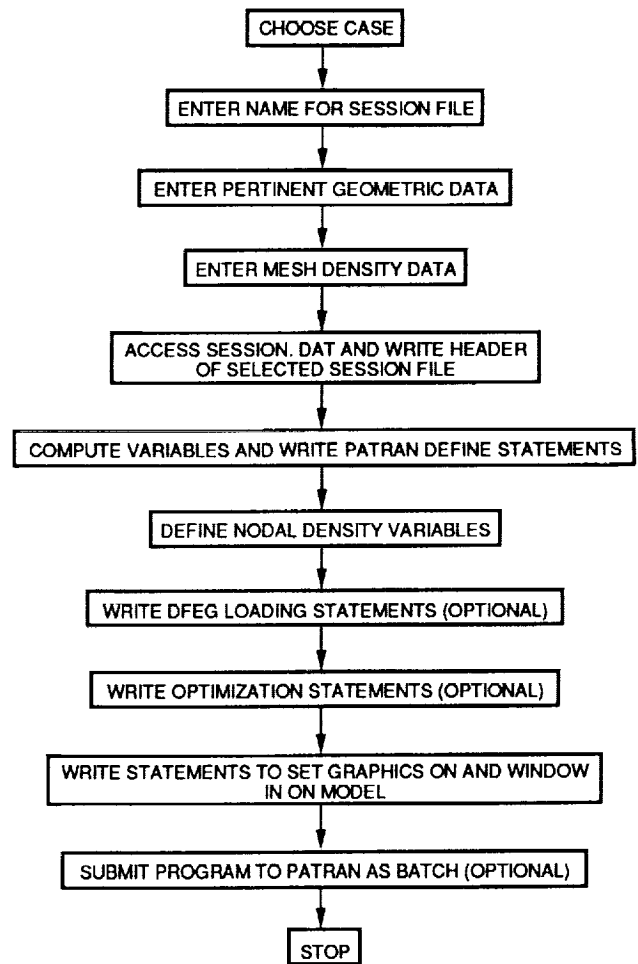 CHOOSE CASE
ENTER NAME FOR SESSION FILE
ENTER PERTINENT GEOMETRIC DATA
ENTER MESH DENSITY DATA
ACCESS SESSION. DAT AND WRITE HEADER
OF SELECTED SESSION FILE
COMPUTE VARIABLES AND WRITE PATRAN DEFINE STATEMENTS
DEFINE NODAL DENSITY VARIABLES
WRITE DFEG LOADING STATEMENTS (OPTIONAL)
WRITE OPTIMIZATION STATEMENTS (OPTIONAL)
WRITE STATEMENTS TO SET GRAPHICS ON AND WINDOW
IN ON MODEL
SUBMIT PROGRAM TO PATRAN AS BATCH (OPTIONAL)
STOP